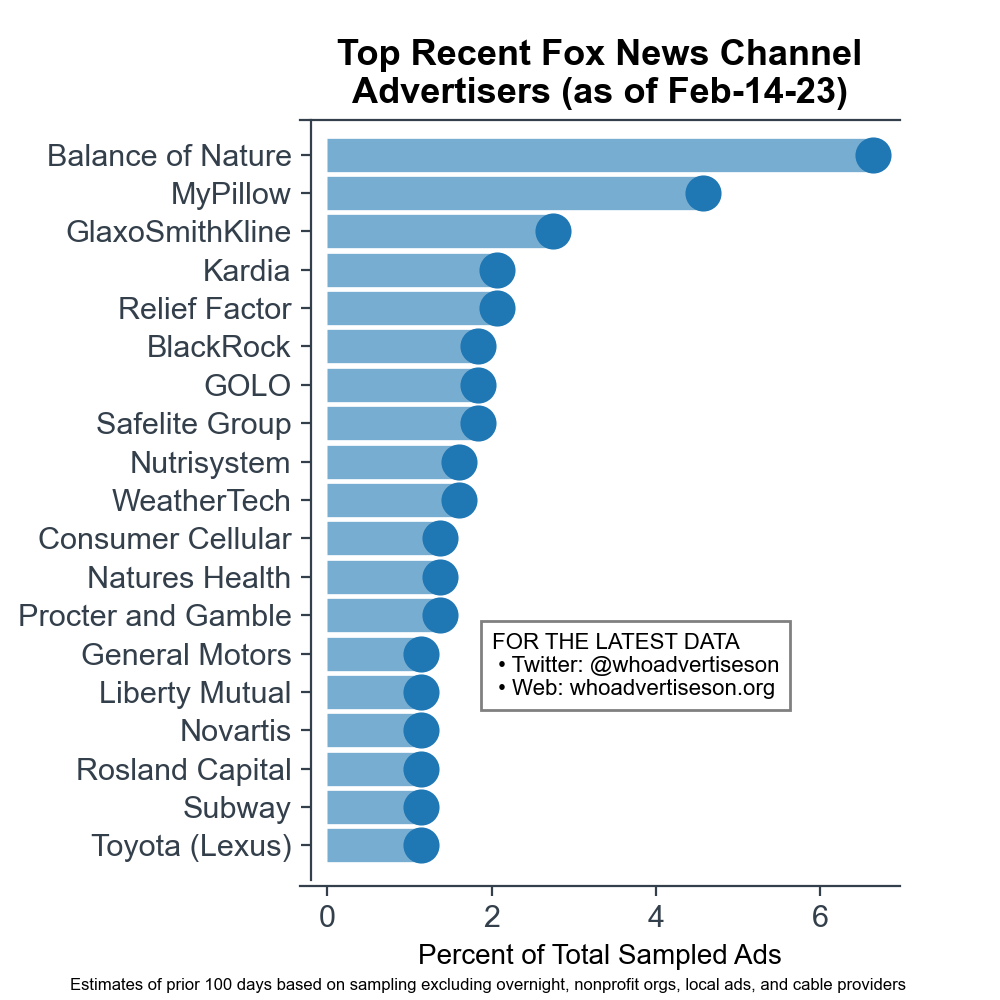 Top Recent Fox News Channel
Advertisers (as of Feb-14-23)
Balance of Nature
MyPillow
GlaxoSmithKline
Kardia
Relief Factor
BlackRock
GOLO
Safelite Group
Nutrisystem
WeatherTech
Consumer Cellular
Natures Health
Procter and Gamble
General Motors
Liberty Mutual
Novartis
Rosland Capital
Subway
Toyota (Lexus)
FOR THE LATEST DATA
• Twitter: @whoadvertiseson
• Web: whoadvertiseson.org
0 2 4 6
Percent of Total Sampled Ads
Estimates of prior 100 days based on sampling excluding overnight, nonprofit orgs, local ads, and cable providers